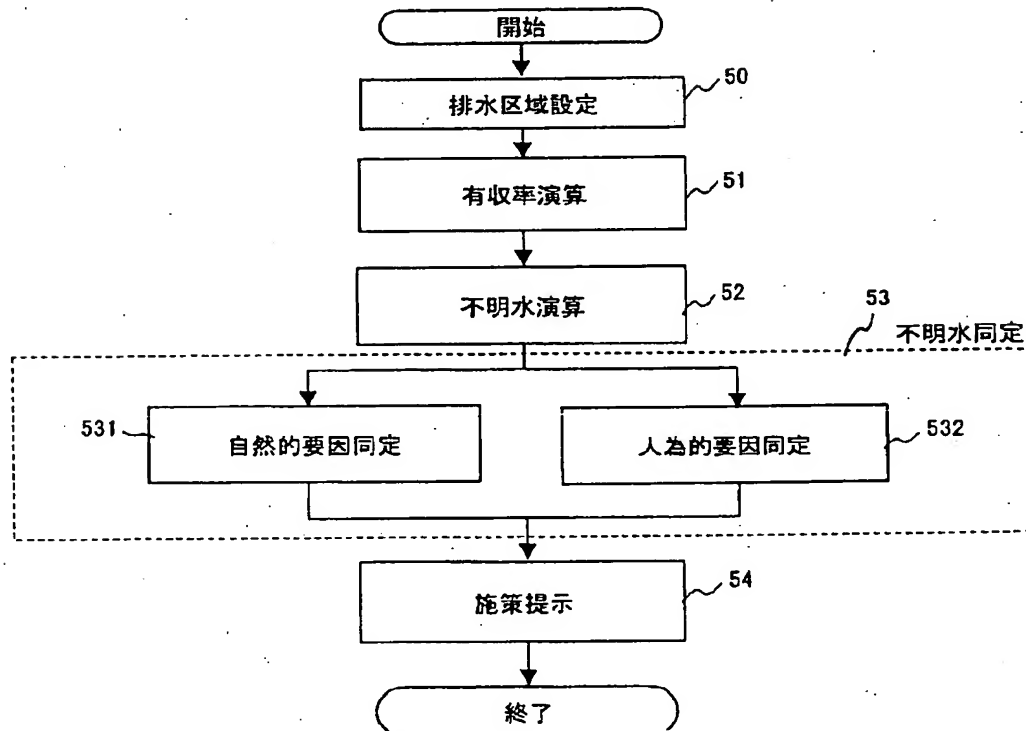 開始
50
排水区域設定
51
有収率演算
52
不明水演算
53
不明水同定
531
自然的要因同定
人為的要因同定
532
54
施策提示
終了